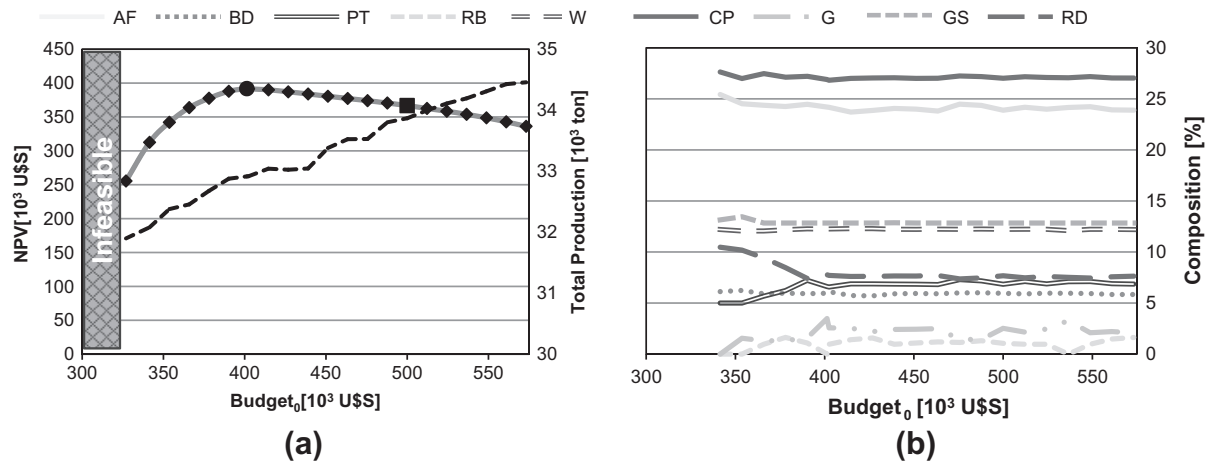 AF BD PT RB W
CP G GS RD
NPV[10³ U$S]
450
400
350
300
250
200
150
100
50
0
Infeasible
35
34
33
32
31
30
Total Production [10³ ton]
300 350 400 450 500 550
Budget₀[10³ U$S]
(a)
30
25
20
15
10
5
0
Composition [%]
300 350 400 450 500 550
Budget₀ [10³ U$S]
(b)